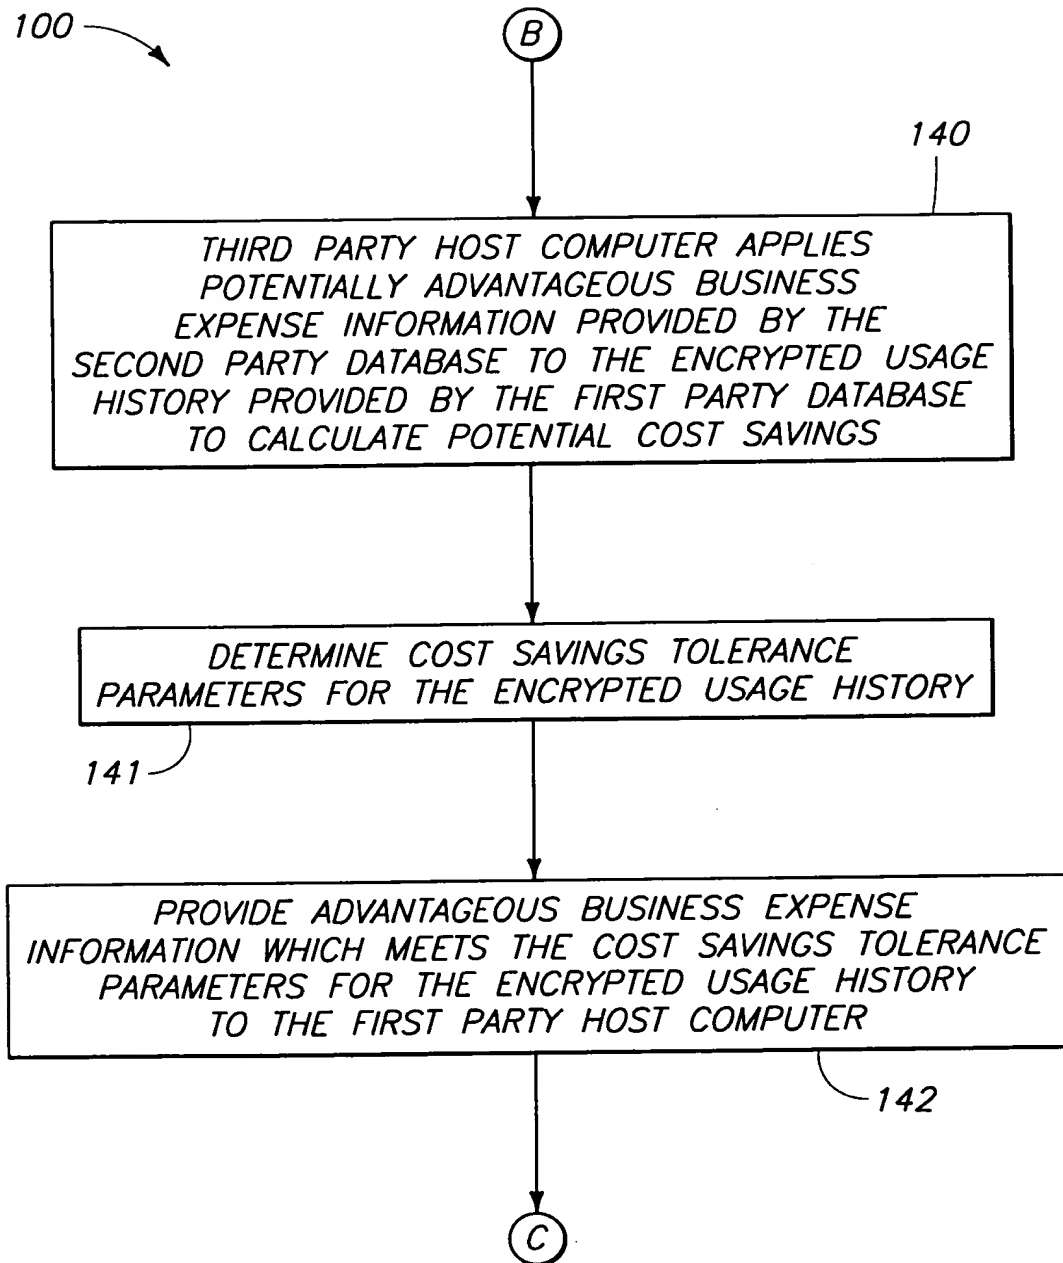 100
B
140
THIRD PARTY HOST COMPUTER APPLIES
POTENTIALLY ADVANTAGEOUS BUSINESS
EXPENSE INFORMATION PROVIDED BY THE
SECOND PARTY DATABASE TO THE ENCRYPTED USAGE
HISTORY PROVIDED BY THE FIRST PARTY DATABASE
TO CALCULATE POTENTIAL COST SAVINGS
DETERMINE COST SAVINGS TOLERANCE
PARAMETERS FOR THE ENCRYPTED USAGE HISTORY
141
PROVIDE ADVANTAGEOUS BUSINESS EXPENSE
INFORMATION WHICH MEETS THE COST SAVINGS TOLERANCE
PARAMETERS FOR THE ENCRYPTED USAGE HISTORY
TO THE FIRST PARTY HOST COMPUTER
142
C